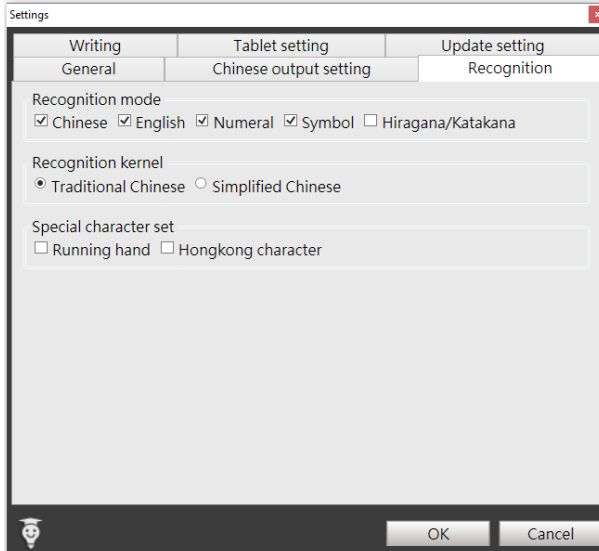 Settings
x
Writing Tablet setting Update setting
General Chinese output setting Recognition
Recognition mode
Chinese English Numeral Symbol Hiragana/Katakana
Recognition kernel
Traditional Chinese Simplified Chinese
Special character set
Running hand Hongkong character
OK Cancel